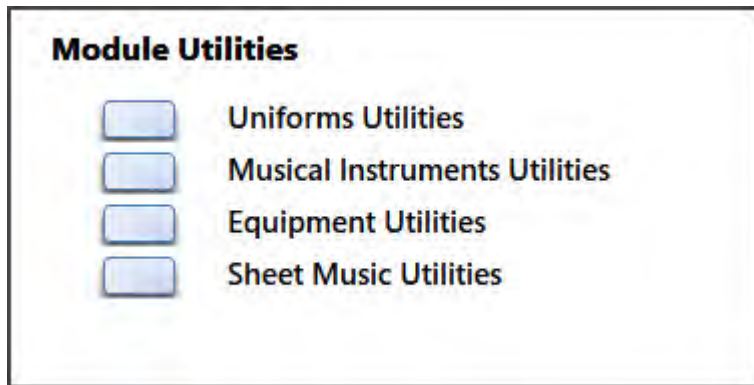 Module Utilities
Uniforms Utilities
Musical Instruments Utilities
Equipment Utilities
Sheet Music Utilities